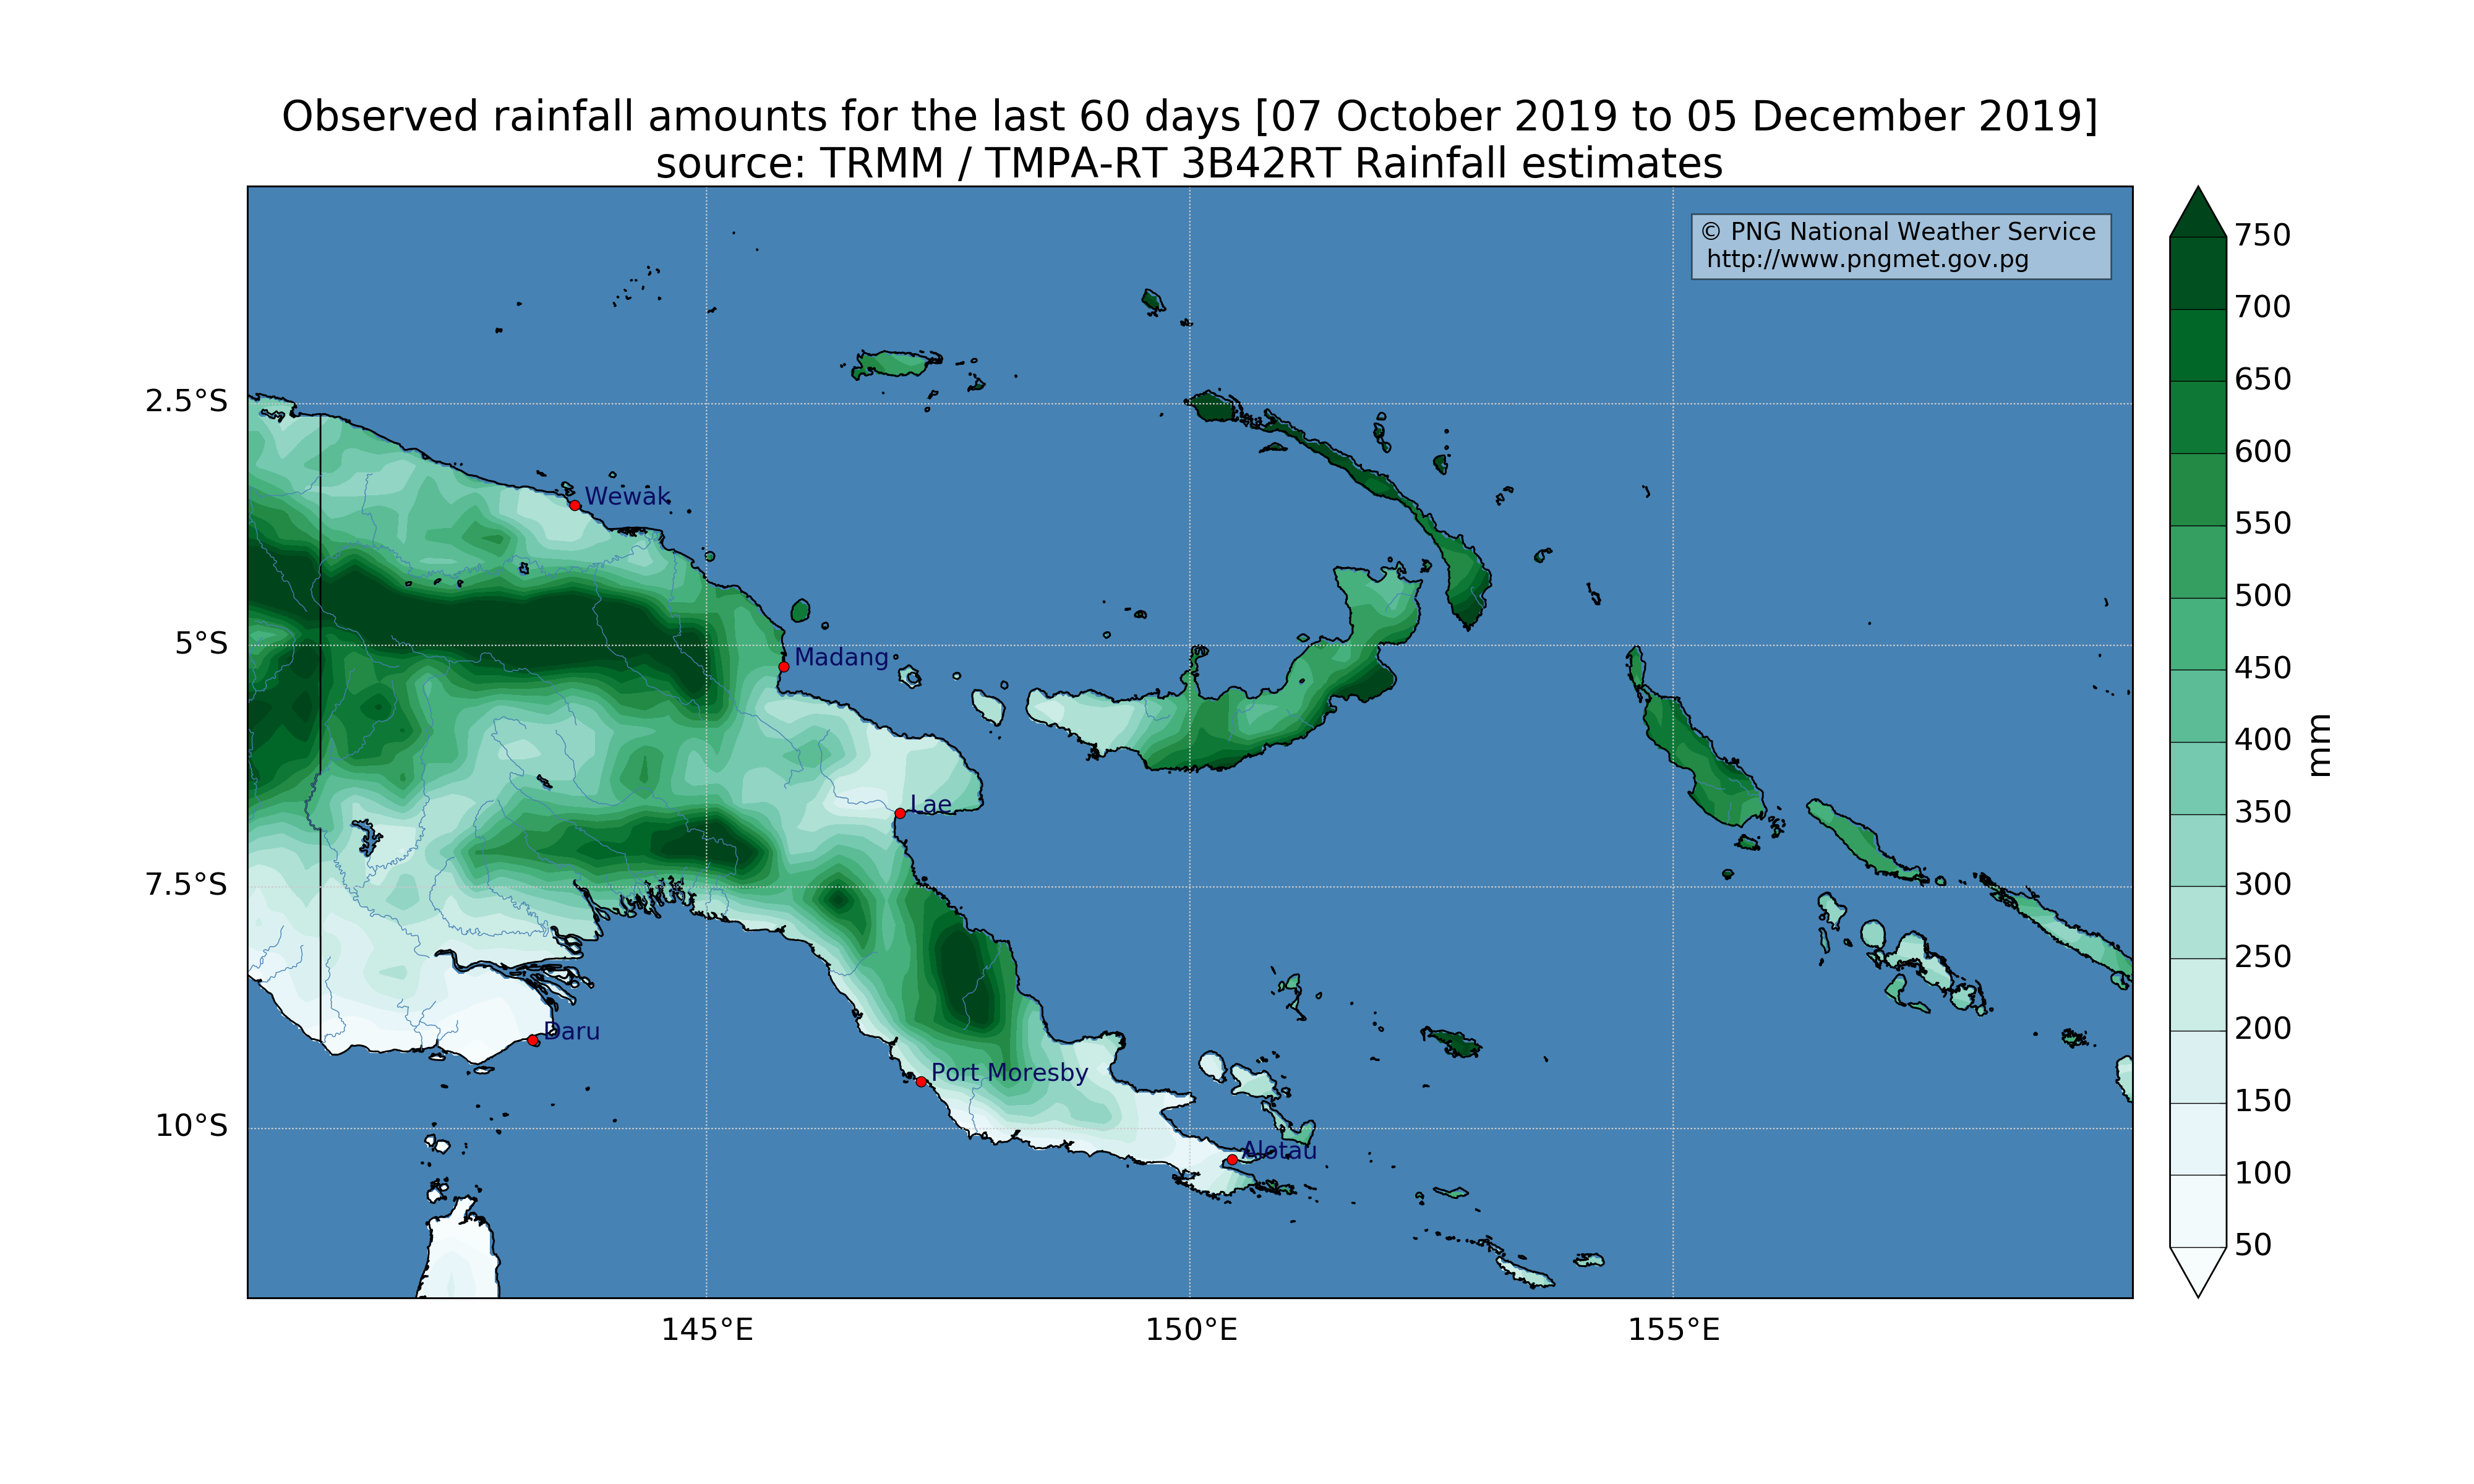 Observed rainfall amounts for the last 60 days [07 October 2019 to 05 December 2019]
source: TRMM / TMPA-RT 3B42RT Rainfall estimates
© PNG National Weather Service
http://www.pngmet.gov.pg
2.5°S
5°S
7.5°S
10°S
Wewak
Madang
Lae
Daru
Port Moresby
Alotau
145°E
150°E
155°E
750
700
650
600
550
500
450
400
350
300
250
200
150
100
50
mm